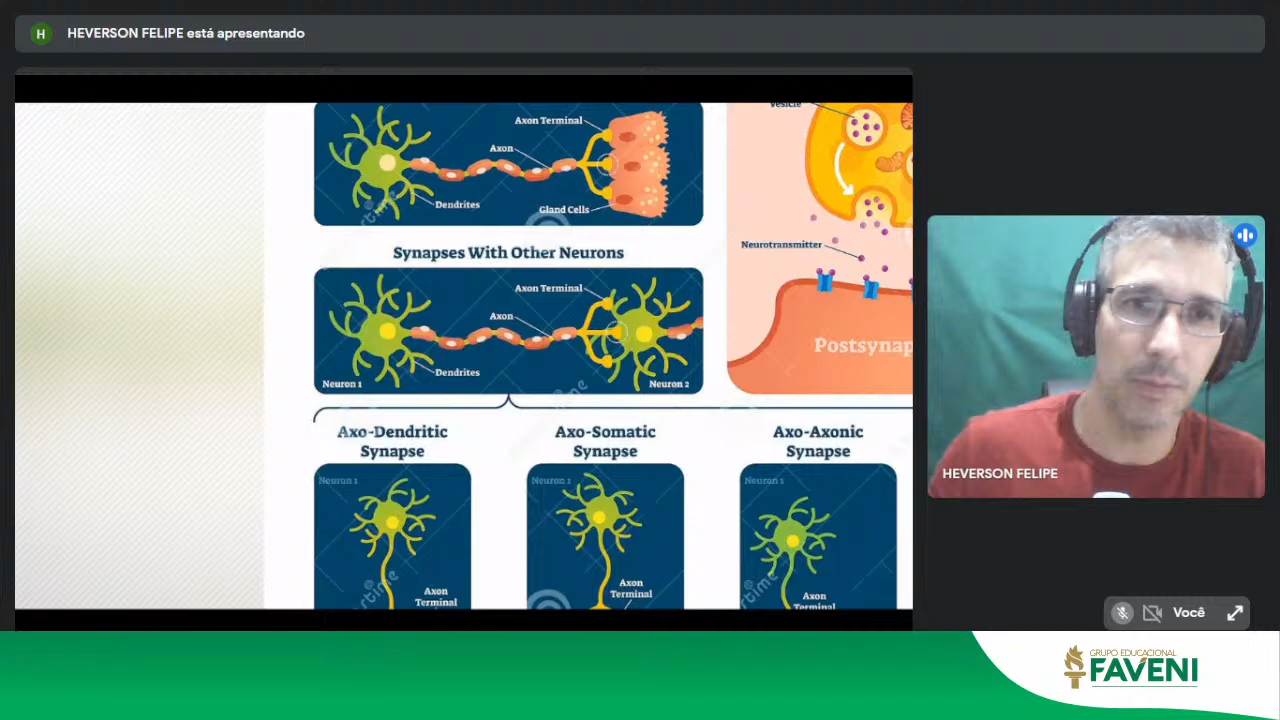 H
HEVERSON FELIPE está apresentando
Vesicle
Axon Terminal
Axon
Dendrites
Gland Cells
Neurotransmitter
Synapses With Other Neurons
Axon Terminal
Axon
Dendrites
Neuron 1
Neuron 2
Postsynap
Axo-Dendritic
Synapse
Axo-Somatic
Synapse
Axo-Axonic
Synapse
Neuron 1
Axon
Terminal
Neuron 1
Axon
Terminal
Neuron 1
Axon
Terminal
HEVERSON FELIPE
Você
GRUPO EDUCACIONAL
FAVENI